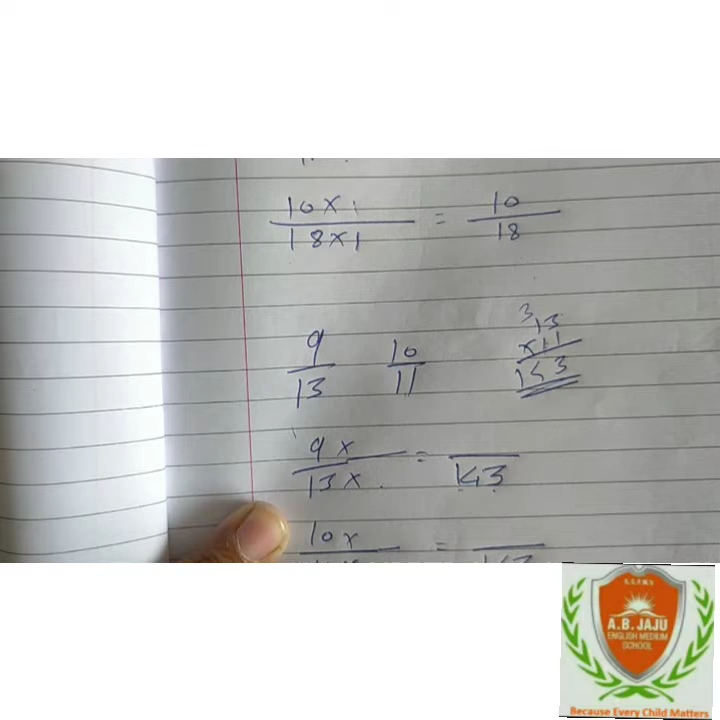 10 × 1 / 18 × 1 = 10 / 18
9 / 13   10 / 11   3 13 × 11 143
9 × / 13 × . = / 143
10 × / = /
A.B. JAJU
ENGLISH MEDIUM
SCHOOL
Because Every Child Matters